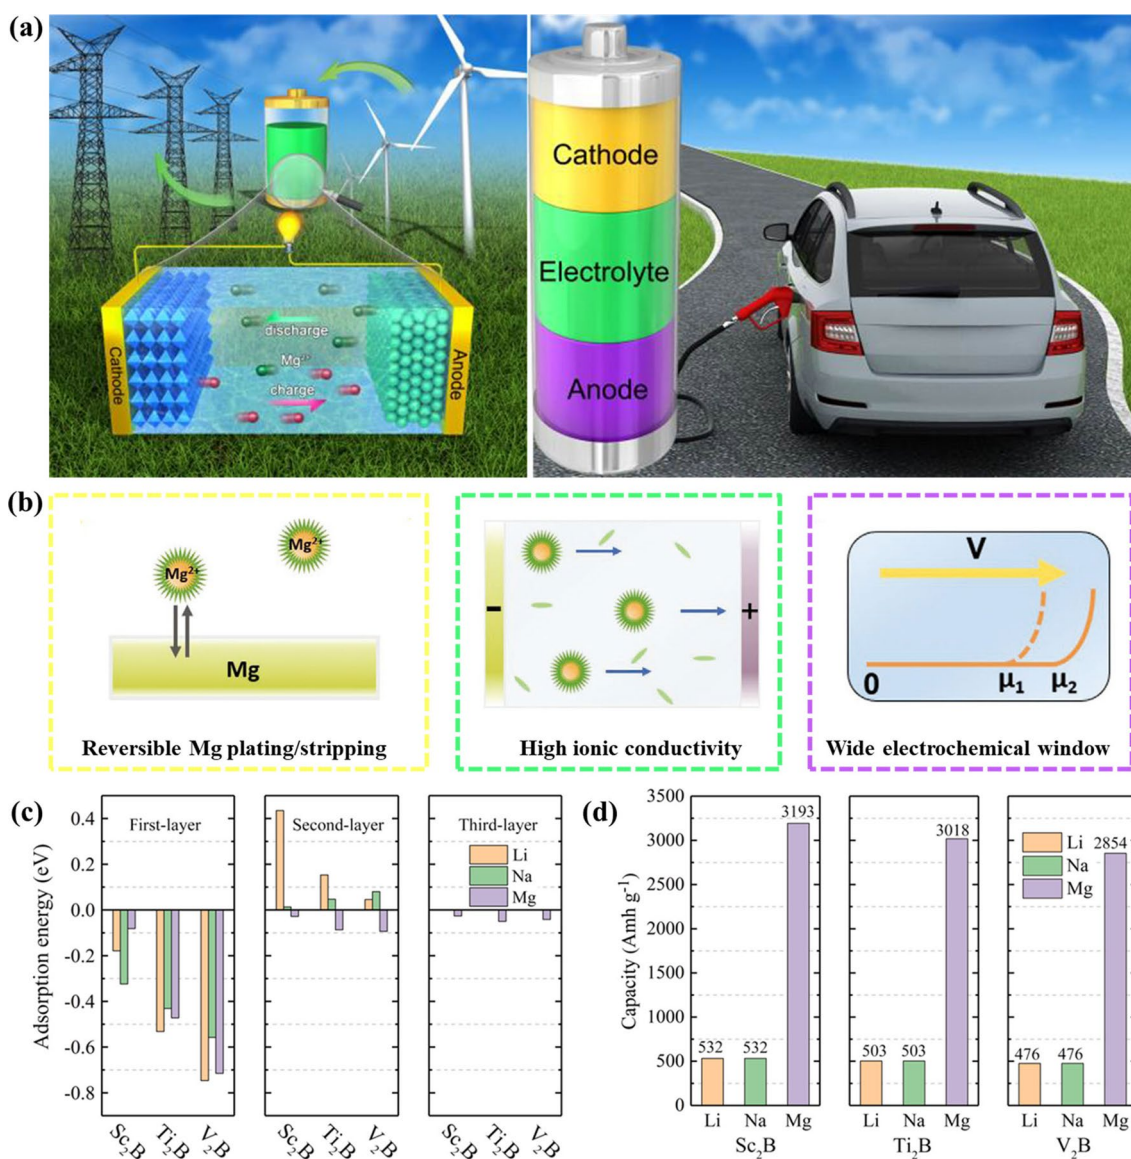 (a)
Cathode
Electrolyte
Anode
discharge
Mg²⁺
charge
Cathode
Anode
(b)
Mg²⁺
Mg²⁺
Mg
Reversible Mg plating/stripping
-
+
High ionic conductivity
V
0
μ₁
μ₂
Wide electrochemical window
(c)
Adsorption energy (eV)
0.4
0.2
0.0
-0.2
-0.4
-0.6
-0.8
First-layer
Second-layer
Third-layer
Li
Na
Mg
Sc₂B
Ti₂B
V₂B
Sc₂B
Ti₂B
V₂B
Sc₂B
Ti₂B
V₂B
(d)
Capacity (Amh g⁻¹)
3500
3000
2500
2000
1500
1000
500
0
532
532
3193
Li Na Mg
Sc₂B
503
503
3018
Li Na Mg
Ti₂B
Li
Na
Mg
476
476
2854
Li Na Mg
V₂B